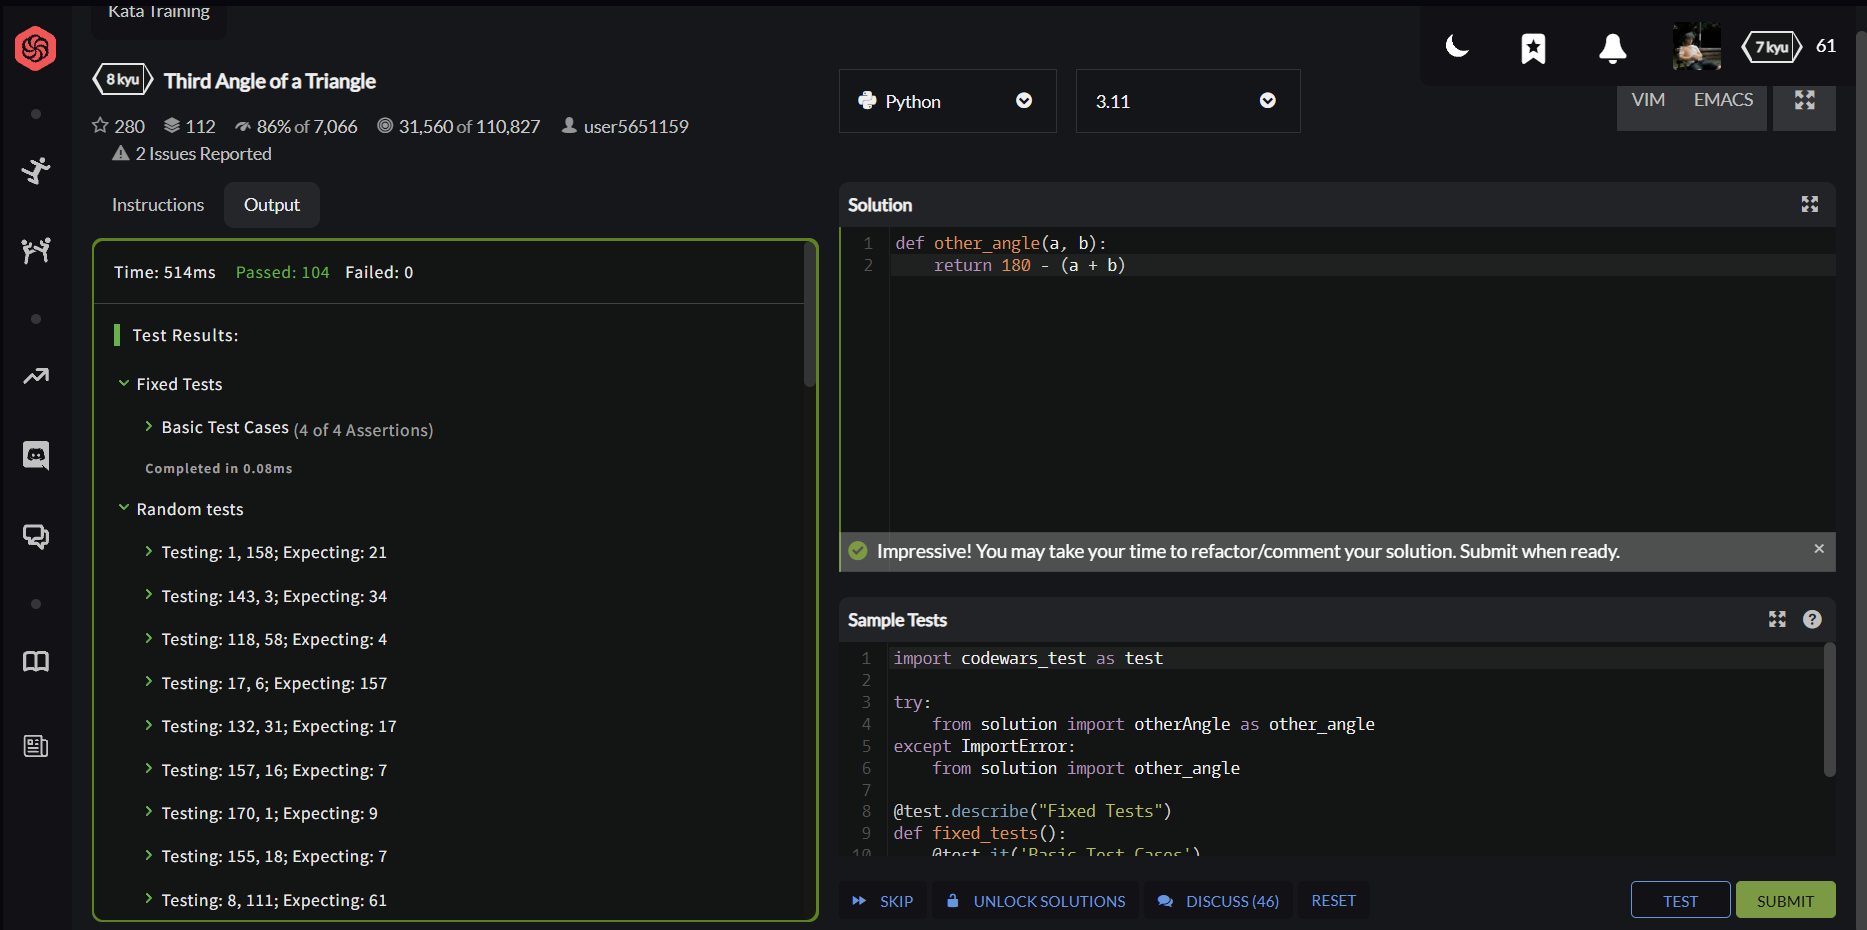 Kata Training
7 kyu 61
8 kyu Third Angle of a Triangle
280 112 86% of 7,066 31,560 of 110,827 user5651159
2 Issues Reported
Python 3.11
VIM EMACS
Instructions Output
Time: 514ms Passed: 104 Failed: 0
Test Results:
Fixed Tests
Basic Test Cases (4 of 4 Assertions)
Completed in 0.08ms
Random tests
Testing: 1, 158; Expecting: 21
Testing: 143, 3; Expecting: 34
Testing: 118, 58; Expecting: 4
Testing: 17, 6; Expecting: 157
Testing: 132, 31; Expecting: 17
Testing: 157, 16; Expecting: 7
Testing: 170, 1; Expecting: 9
Testing: 155, 18; Expecting: 7
Testing: 8, 111; Expecting: 61
Solution
1 def other_angle(a, b):
2     return 180 - (a + b)
Impressive! You may take your time to refactor/comment your solution. Submit when ready. ×
Sample Tests ?
1 import codewars_test as test
2
3 try:
4     from solution import otherAngle as other_angle
5 except ImportError:
6     from solution import other_angle
7
8 @test.describe("Fixed Tests")
9 def fixed_tests():
10     @test.it('Basic Test Cases')
SKIP UNLOCK SOLUTIONS DISCUSS (46) RESET TEST SUBMIT